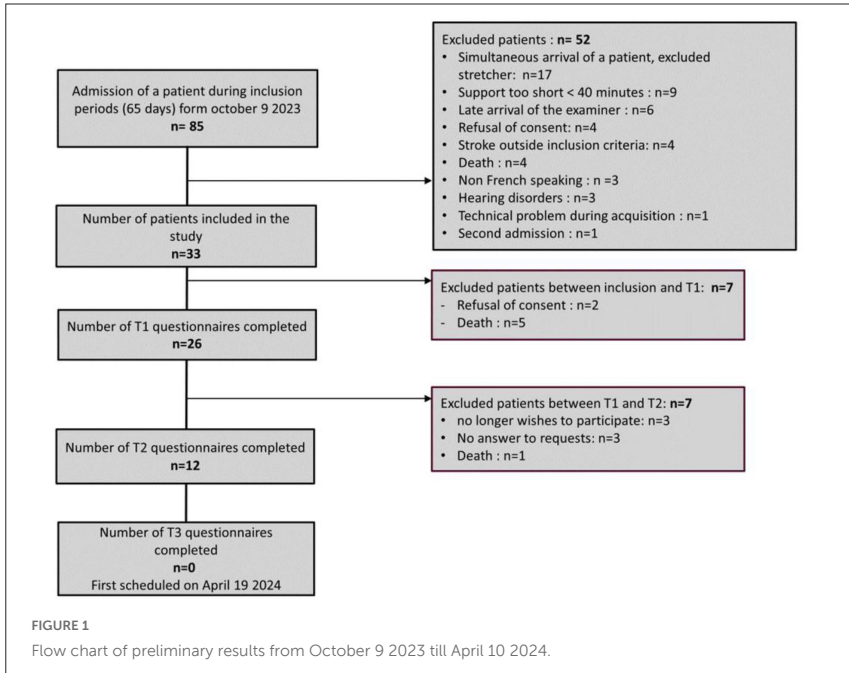 Admission of a patient during inclusion
periods (65 days) form october 9 2023
n= 85
Excluded patients : n= 52
• Simultaneous arrival of a patient, excluded
stretcher: n=17
• Support too short < 40 minutes : n=9
• Late arrival of the examiner : n=6
• Refusal of consent: n=4
• Stroke outside inclusion criteria: n=4
• Death : n=4
• Non French speaking : n =3
• Hearing disorders : n=3
• Technical problem during acquisition : n=1
• Second admission : n=1
Number of patients included in the
study
n=33
Excluded patients between inclusion and T1: n=7
- Refusal of consent : n=2
- Death : n=5
Number of T1 questionnaires completed
n=26
Excluded patients between T1 and T2: n=7
• no longer wishes to participate: n=3
• No answer to requests: n=3
• Death : n=1
Number of T2 questionnaires completed
n=12
Number of T3 questionnaires
completed
n=0
First scheduled on April 19 2024
FIGURE 1
Flow chart of preliminary results from October 9 2023 till April 10 2024.